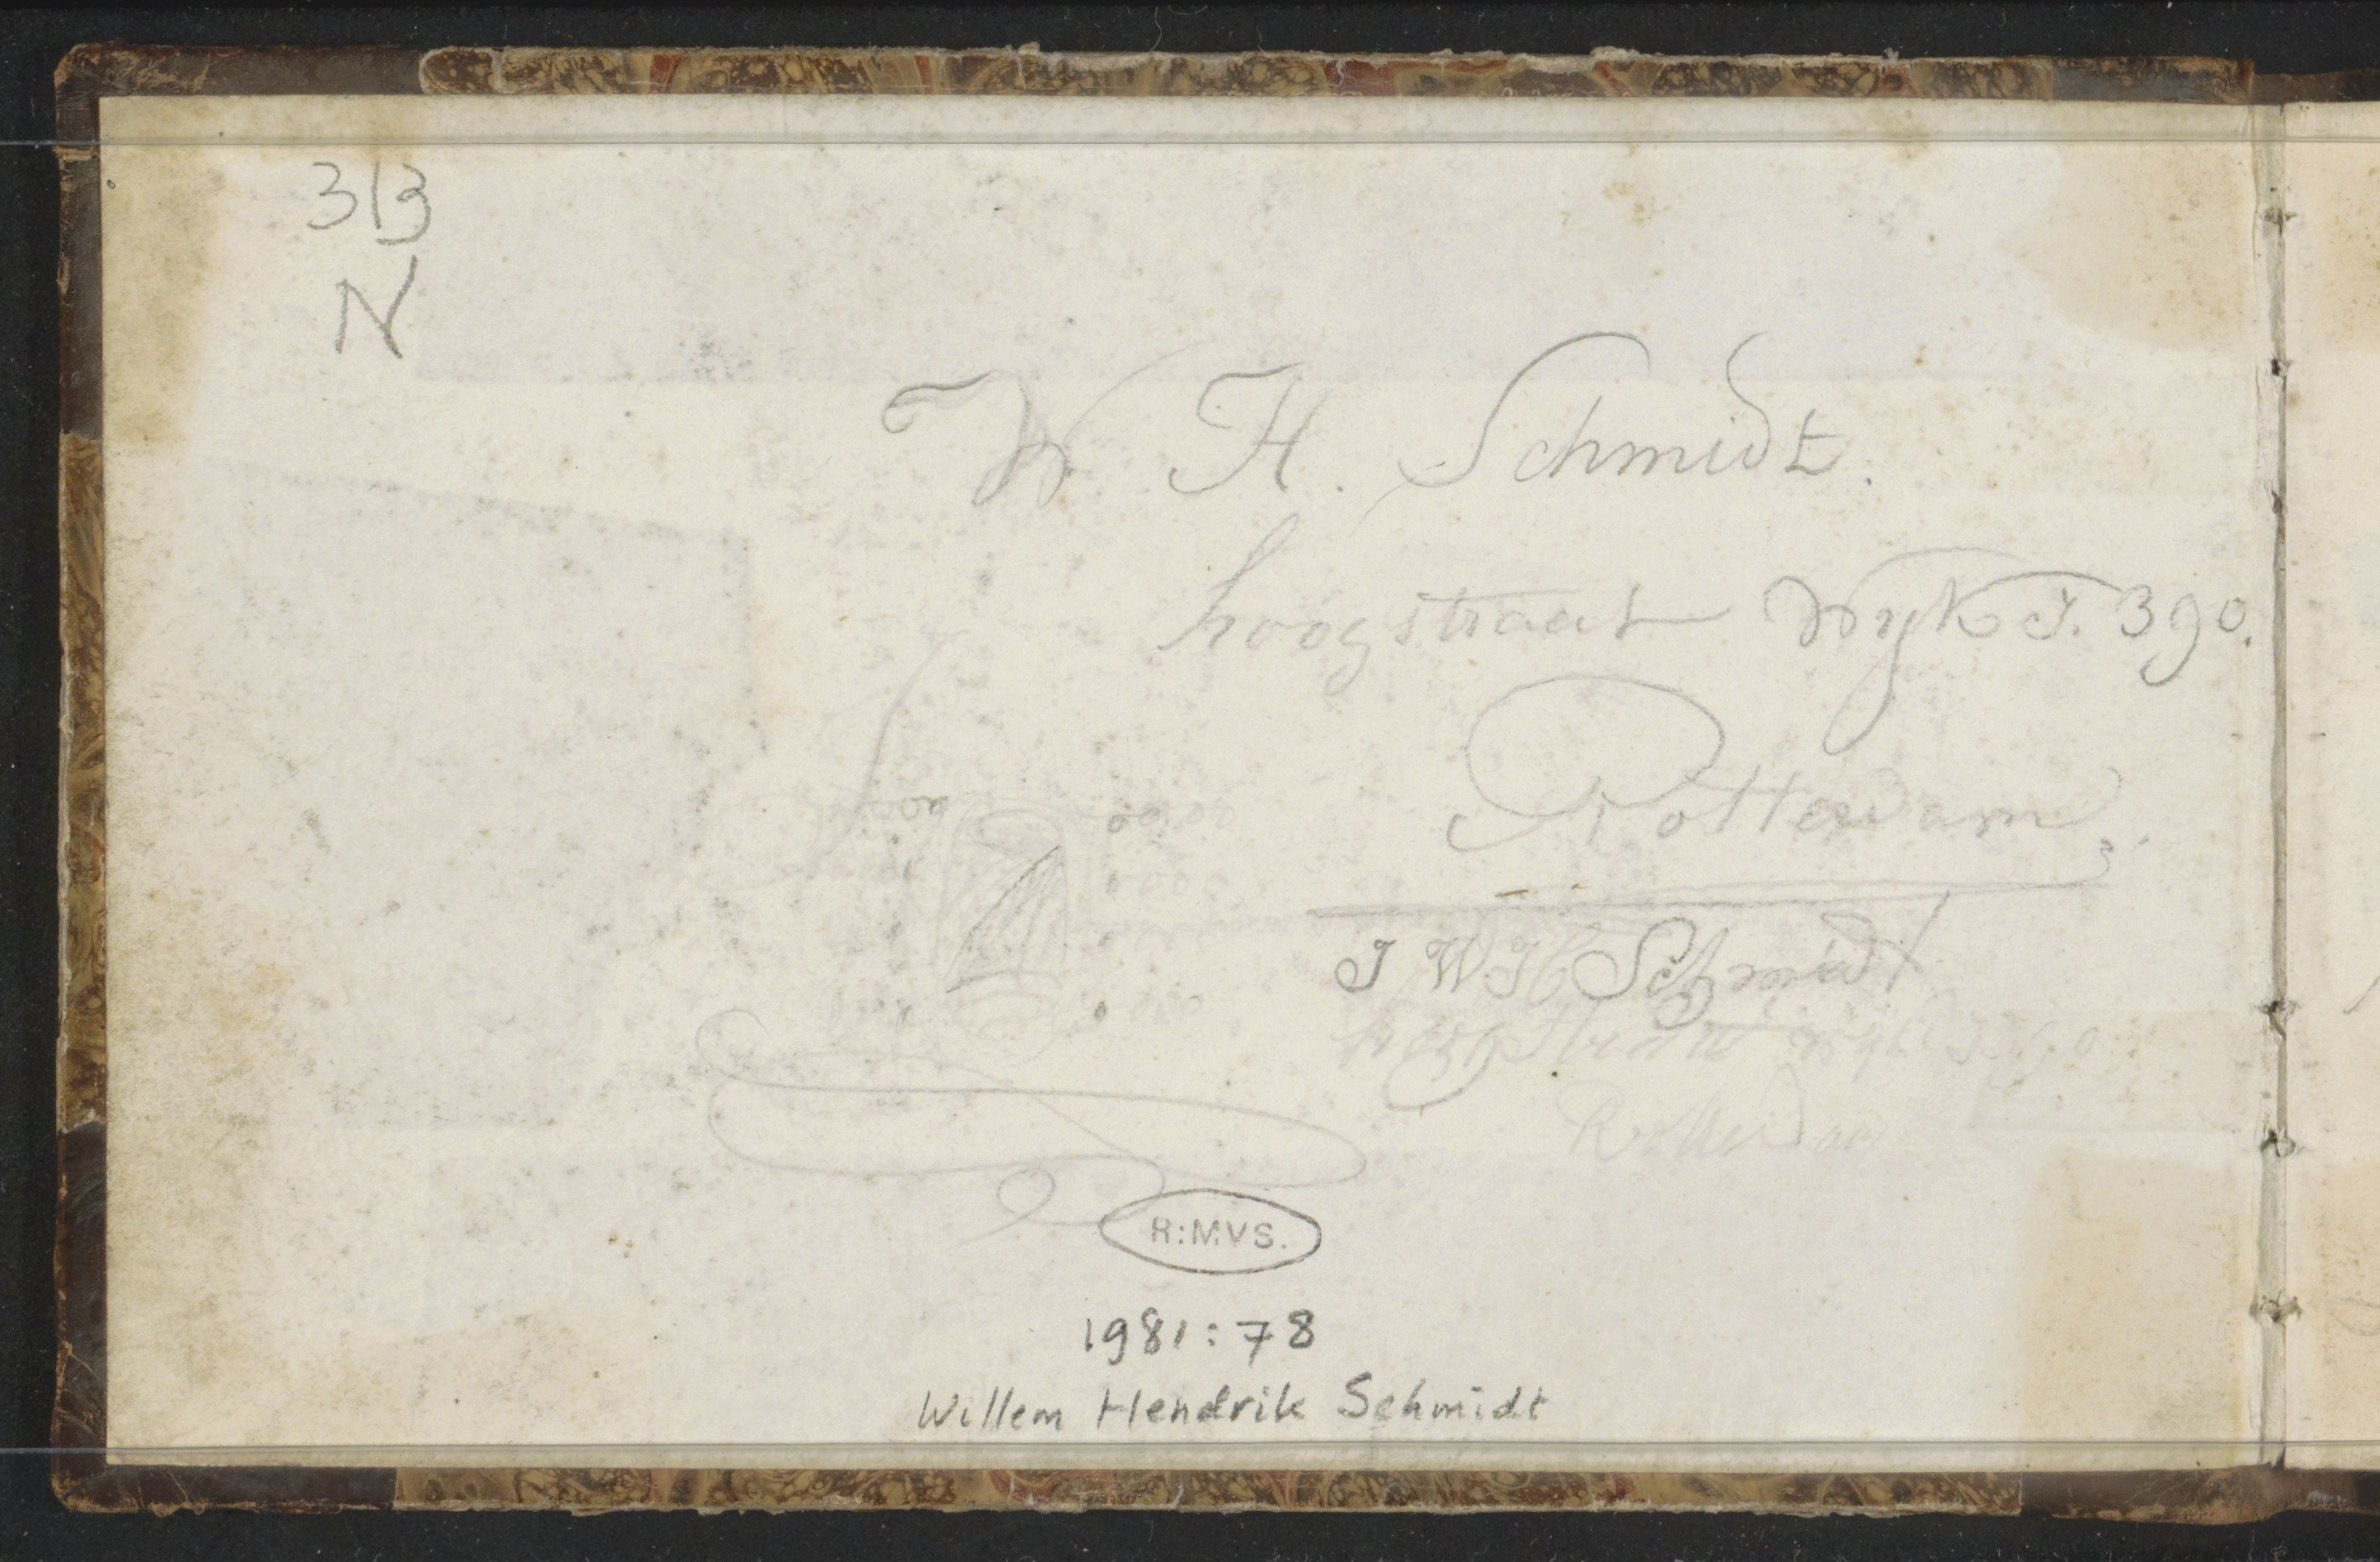 313
N
W H. Schmidt.
hoogstraat Wyk I. 390.
Rotterdam
I W H Schmidt
Rotterdam
R:MVS.
1981:78
Willem Hendrik Schmidt